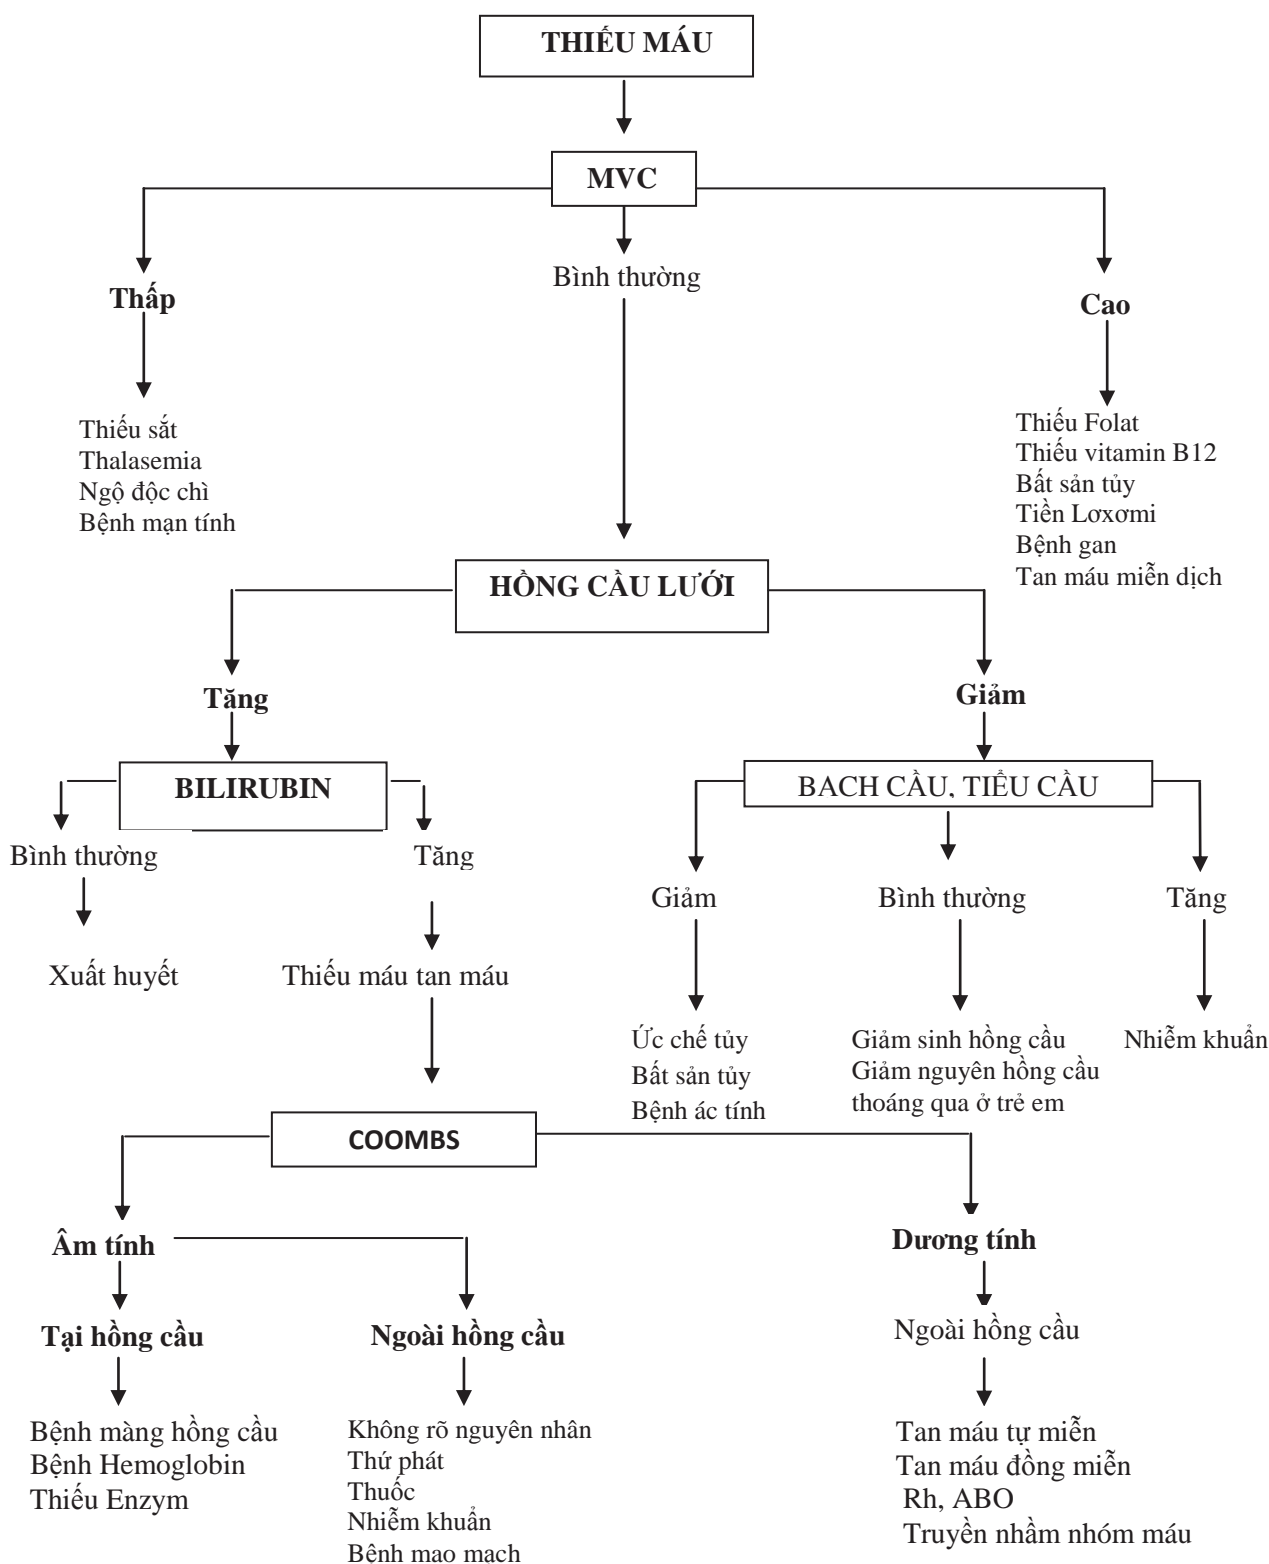 THIẾU MÁU
MVC
Bình thường
Thấp
Cao
Thiếu sắt
Thalasemia
Ngộ độc chì
Bệnh mạn tính
Thiếu Folat
Thiếu vitamin B12
Bất sản tủy
Tiền Lơxơmi
Bệnh gan
Tan máu miễn dịch
HỒNG CẦU LƯỚI
Tăng
Giảm
BILIRUBIN
BACH CẦU, TIỂU CẦU
Bình thường
Tăng
Giảm
Bình thường
Tăng
Xuất huyết
Thiếu máu tan máu
Ức chế tủy
Bất sản tủy
Bệnh ác tính
Giảm sinh hồng cầu
Giảm nguyên hồng cầu
thoáng qua ở trẻ em
Nhiễm khuẩn
COOMBS
Âm tính
Dương tính
Tại hồng cầu
Ngoài hồng cầu
Ngoài hồng cầu
Bệnh màng hồng cầu
Bệnh Hemoglobin
Thiếu Enzym
Không rõ nguyên nhân
Thứ phát
Thuốc
Nhiễm khuẩn
Bệnh mao mạch
Tan máu tự miễn
Tan máu đồng miễn
Rh, ABO
Truyền nhầm nhóm máu